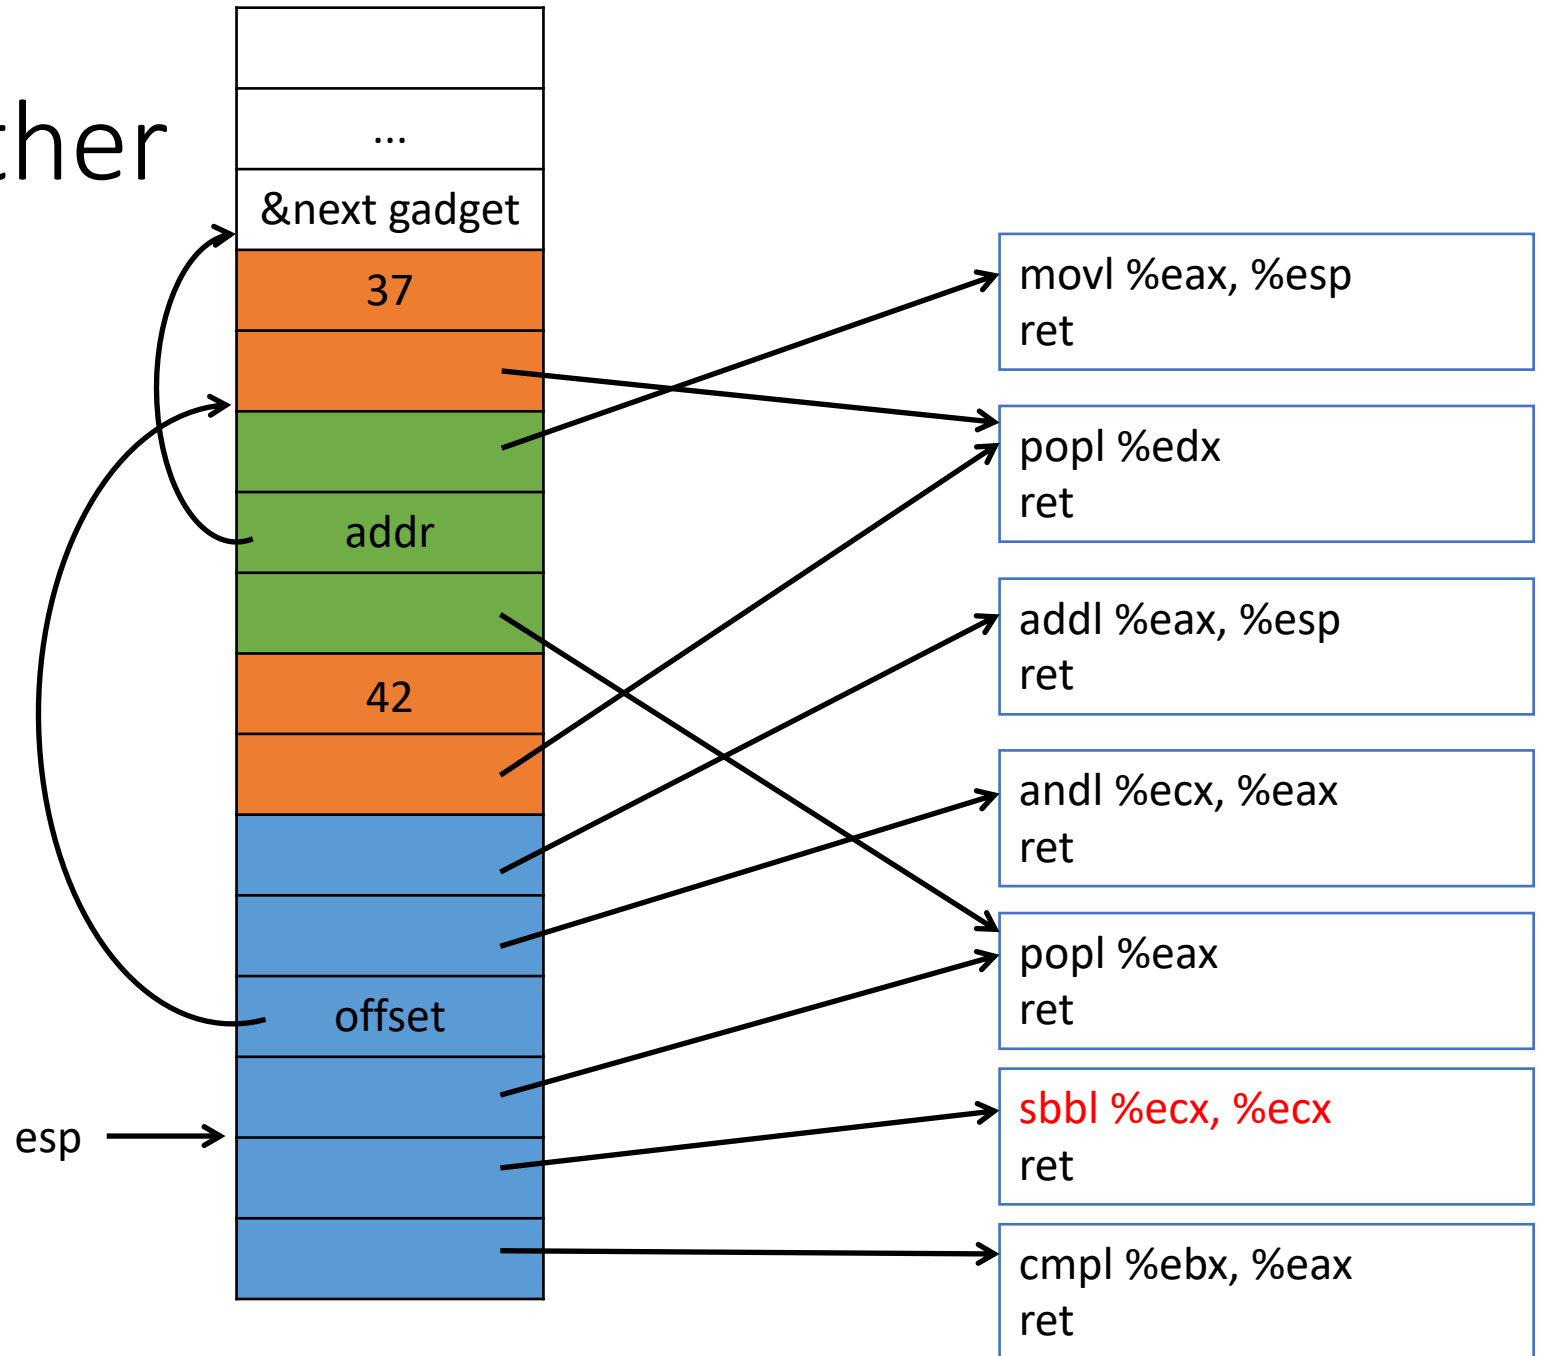 ther
...
&next gadget
37
addr
42
offset
esp
movl %eax, %esp
ret
popl %edx
ret
addl %eax, %esp
ret
andl %ecx, %eax
ret
popl %eax
ret
sbbl %ecx, %ecx
ret
cmpl %ebx, %eax
ret